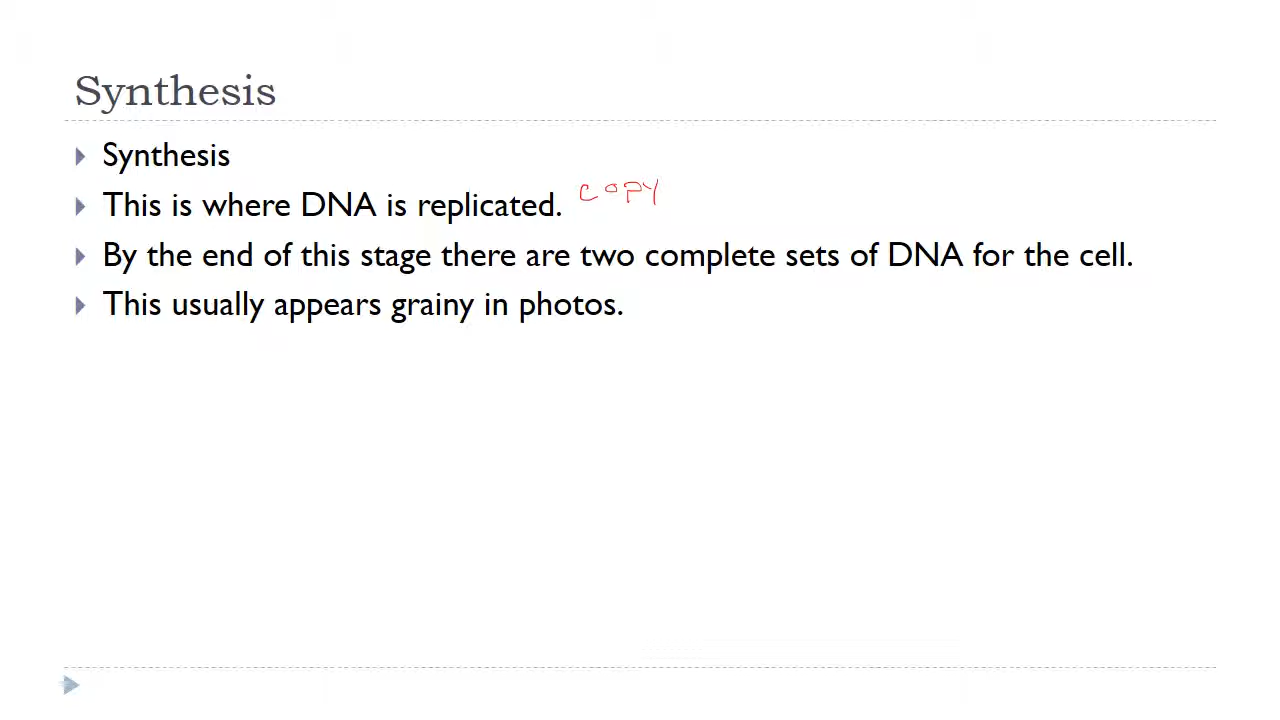 Synthesis
Synthesis
This is where DNA is replicated. copy
By the end of this stage there are two complete sets of DNA for the cell.
This usually appears grainy in photos.